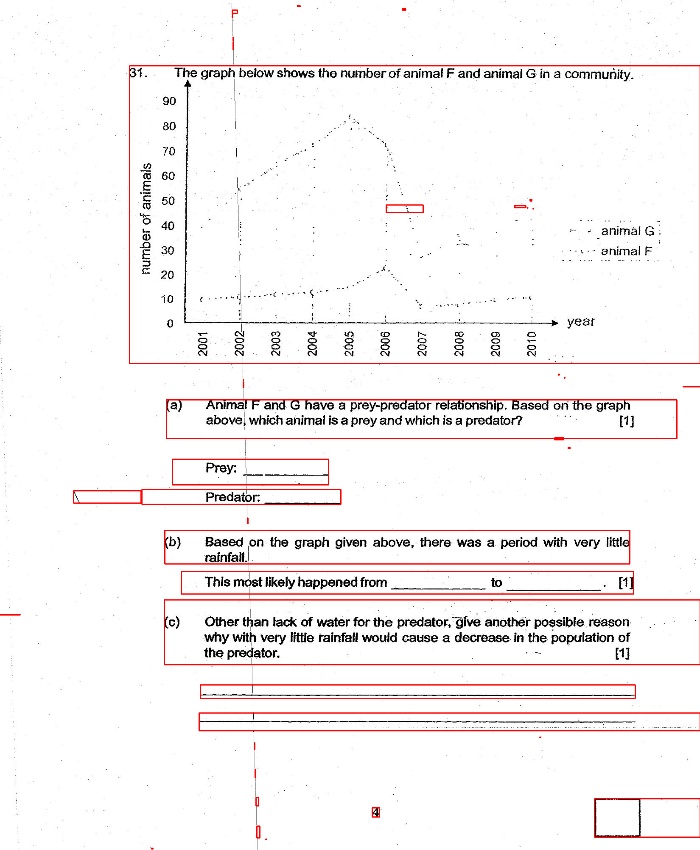 31. The graph below shows the number of animal F and animal G in a community.
number of animals
90
80
70
60
50
40
30
20
10
0
animal G
animal F
year
2001 2002 2003 2004 2005 2006 2007 2008 2009 2010
(a) Animal F and G have a prey-predator relationship. Based on the graph
above, which animal is a prey and which is a predator? [1]
Prey:
Predator:
(b) Based on the graph given above, there was a period with very little
rainfall.
This most likely happened from ____ to ____. [1]
(c) Other than lack of water for the predator, give another possible reason
why with very little rainfall would cause a decrease in the population of
the predator. [1]
4